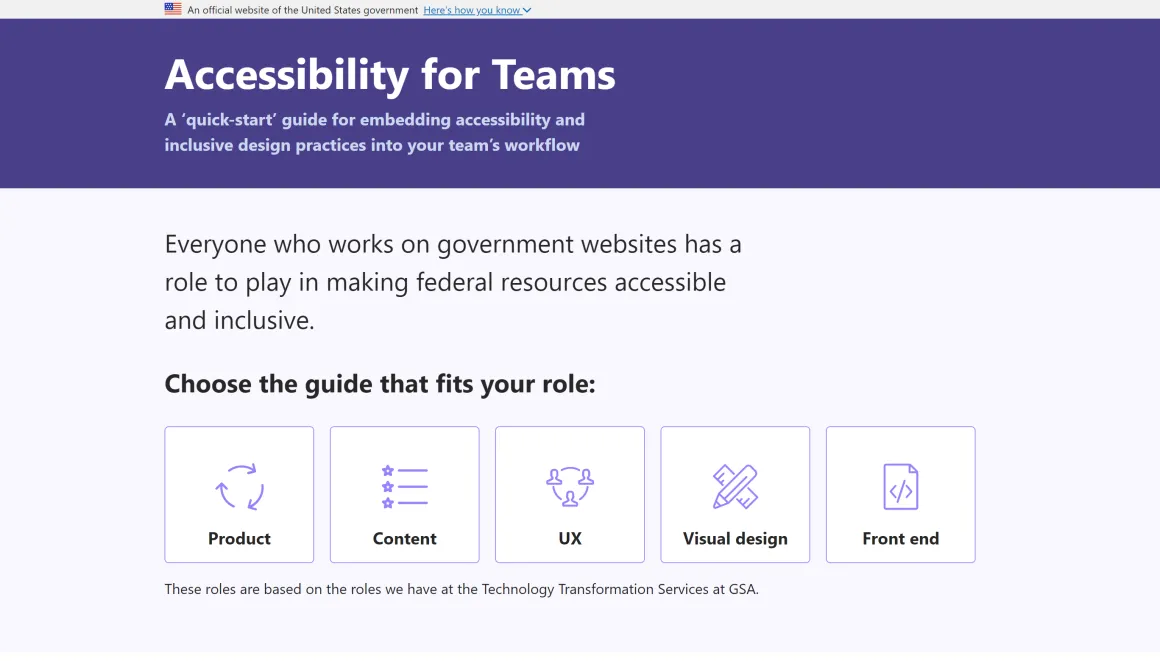 An official website of the United States government Here's how you know
Accessibility for Teams
A ‘quick-start’ guide for embedding accessibility and
inclusive design practices into your team’s workflow
Everyone who works on government websites has a
role to play in making federal resources accessible
and inclusive.
Choose the guide that fits your role:
Product
Content
UX
Visual design
Front end
These roles are based on the roles we have at the Technology Transformation Services at GSA.